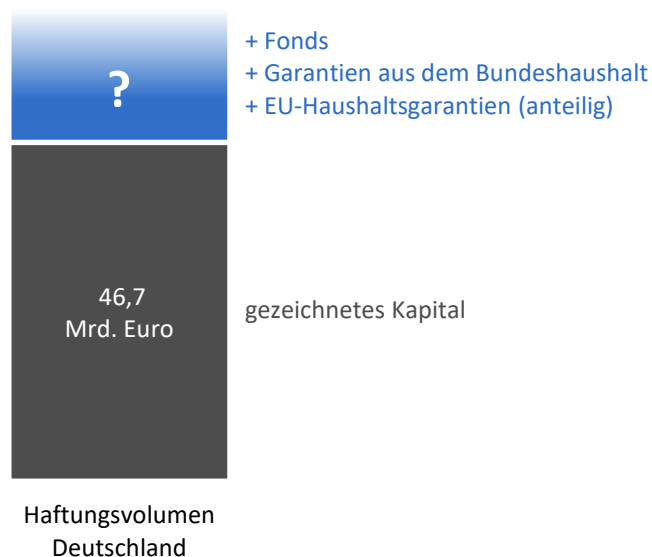 + Fonds
+ Garantien aus dem Bundeshaushalt
+ EU-Haushaltsgarantien (anteilig)
?
46,7
Mrd. Euro
gezeichnetes Kapital
Haftungsvolumen
Deutschland